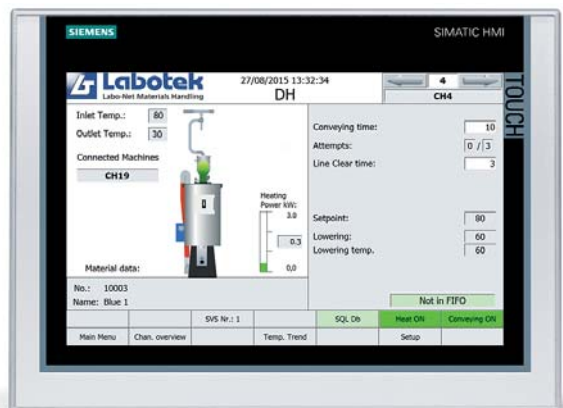 SIEMENS
SIMATIC HMI
TOUCH
Labotek
Labo-Net Materials Handling
27/08/2015 13:32:34
DH
4
CH4
Inlet Temp.: 80
Outlet Temp.: 30
Connected Machines
CH19
Heating
Power kW:
3.0
0.3
0,0
Material data:
Conveying time: 10
Attempts: 0 / 3
Line Clear time: 3
Setpoint: 80
Lowering: 60
Lowering temp. 60
No.: 10003
Name: Blue 1
Not in FIFO
SVS Nr.: 1
SQL Db
Heat ON
Conveying ON
Main Menu
Chan. overview
Temp. Trend
Setup